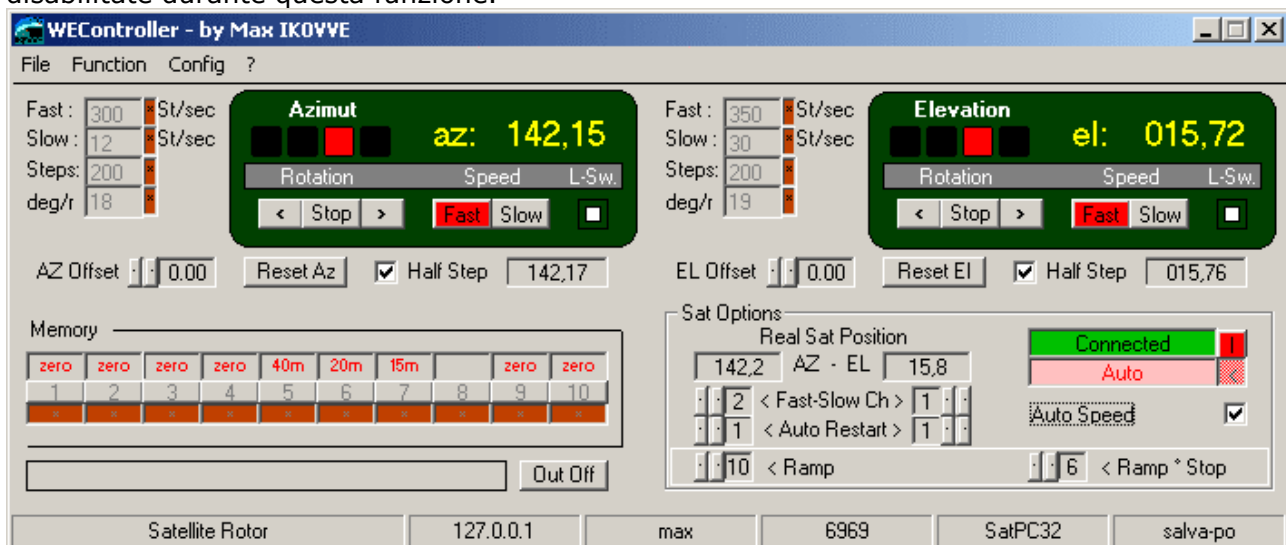 disabilitate durante questa funzione.
WEController - by Max IK0VVE
File Function Config ?
Fast : 300 St/sec
Slow : 12 St/sec
Steps: 200
deg/r 18
Azimut
az: 142,15
Rotation Speed L-Sw.
< Stop > Fast Slow
AZ Offset 0.00 Reset Az Half Step 142,17
Fast : 350 St/sec
Slow : 30 St/sec
Steps: 200
deg/r 19
Elevation
el: 015,72
Rotation Speed L-Sw.
< Stop > Fast Slow
EL Offset 0.00 Reset El Half Step 015,76
Memory
zero zero zero zero 40m 20m 15m zero zero
1 2 3 4 5 6 7 8 9 10
Out Off
Sat Options
Real Sat Position
142,2 AZ - EL 15,8
2 < Fast-Slow Ch > 1
1 < Auto Restart > 1
Connected I
Auto <
Auto Speed
10 < Ramp
6 < Ramp * Stop
Satellite Rotor 127.0.0.1 max 6969 SatPC32 salva-po